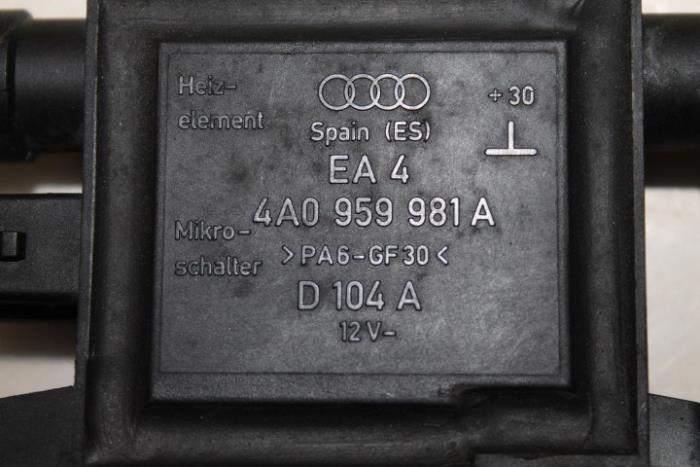 Heiz-
element
+30
Spain (ES)
EA 4
4A0 959 981 A
Mikro-
schalter
>PA6-GF30<
D 104 A
12 V-